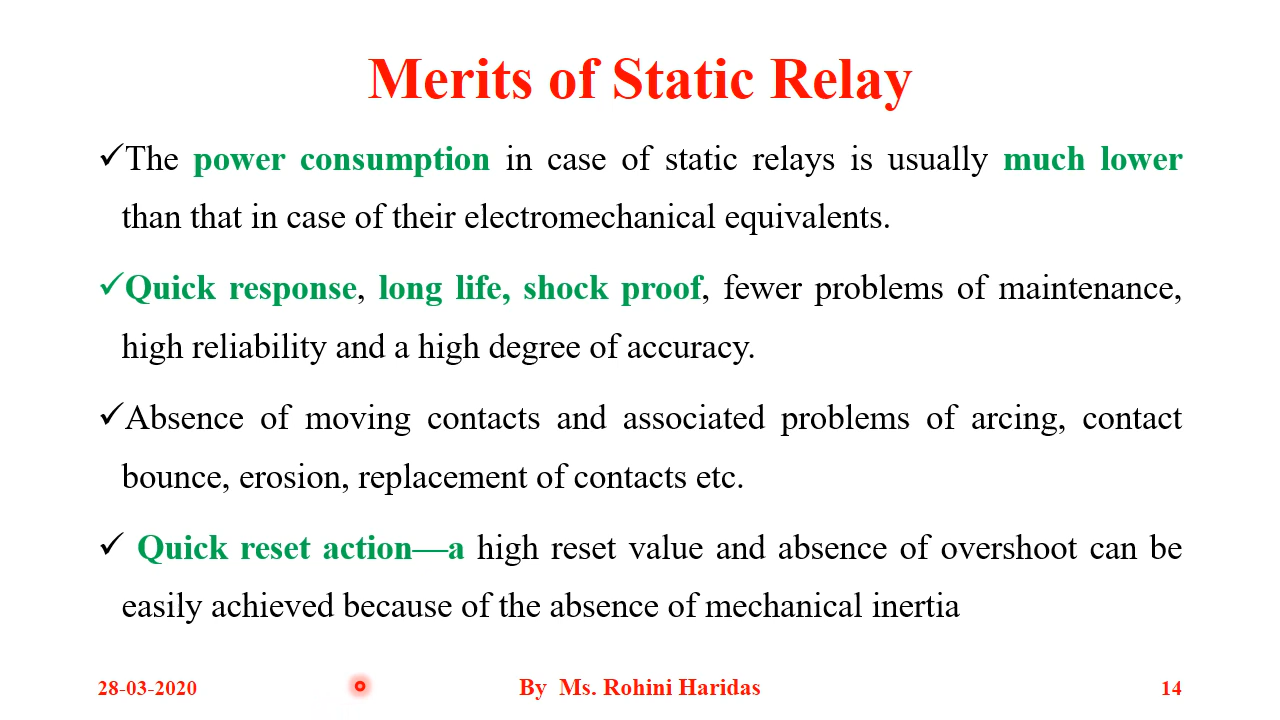 Merits of Static Relay
✓The power consumption in case of static relays is usually much lower
than that in case of their electromechanical equivalents.
✓Quick response, long life, shock proof, fewer problems of maintenance,
high reliability and a high degree of accuracy.
✓Absence of moving contacts and associated problems of arcing, contact
bounce, erosion, replacement of contacts etc.
✓ Quick reset action—a high reset value and absence of overshoot can be
easily achieved because of the absence of mechanical inertia
28-03-2020 By Ms. Rohini Haridas 14